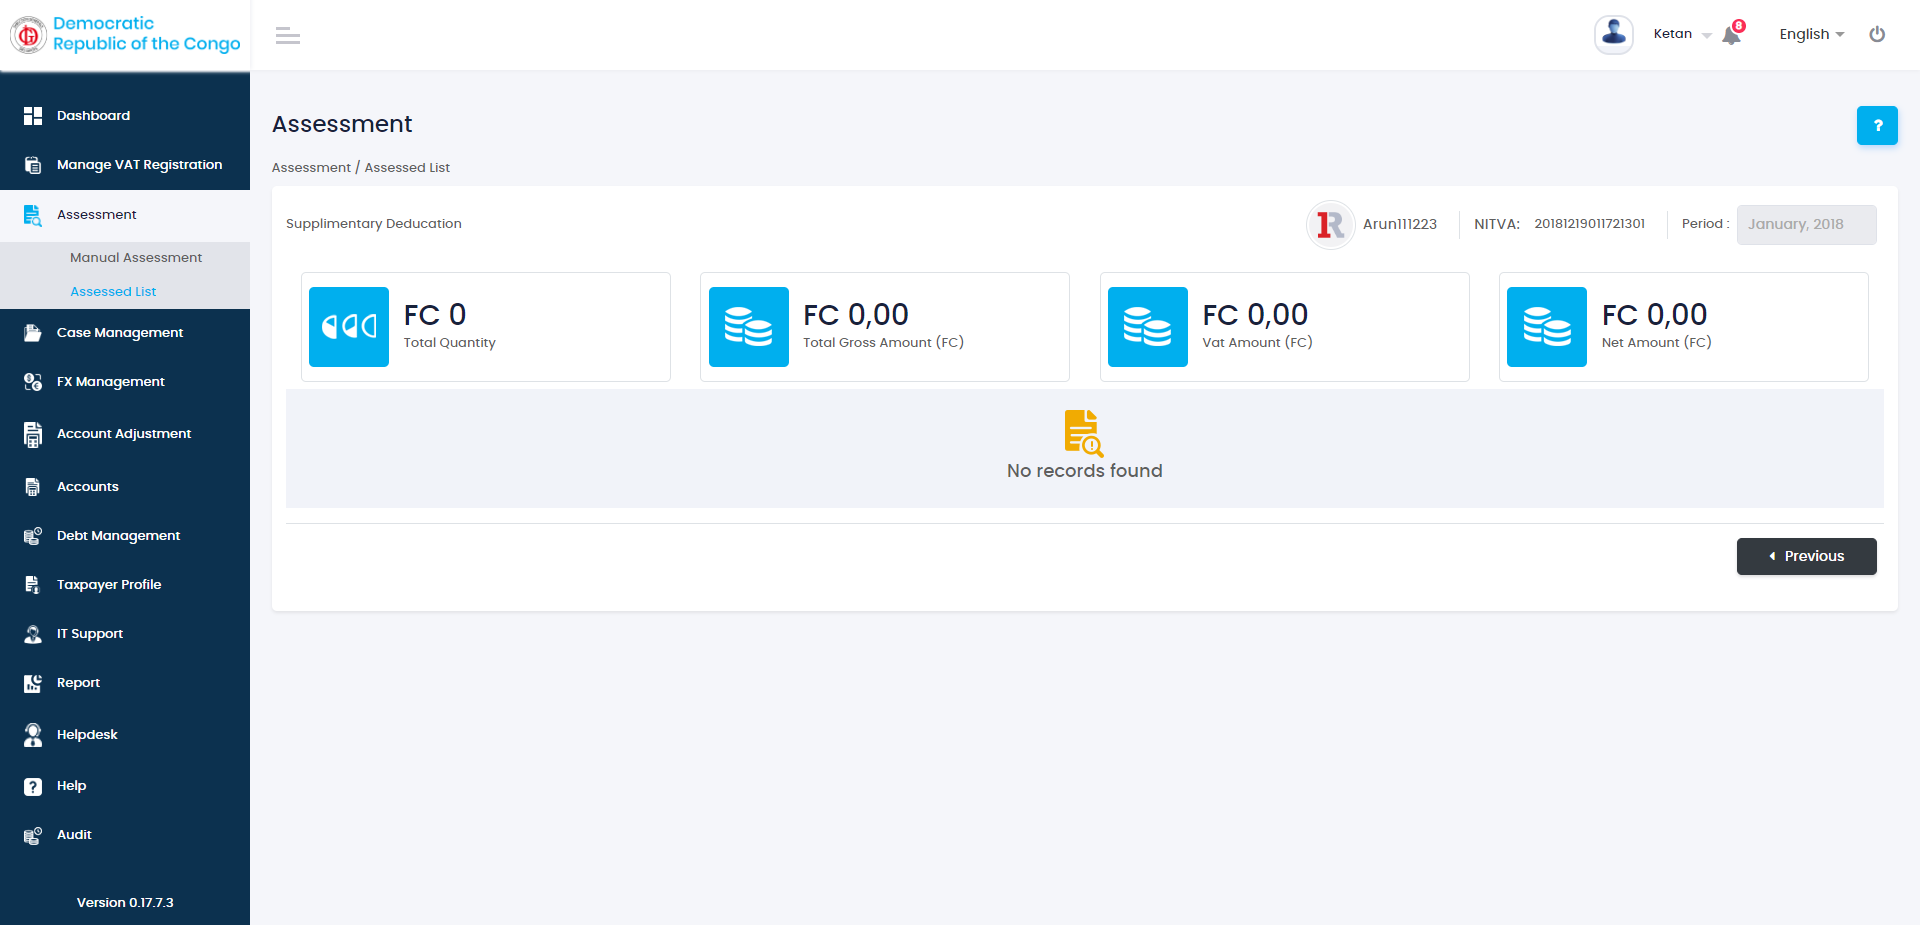 Democratic
Republic of the Congo
Ketan
8
English
Dashboard
Manage VAT Registration
Assessment
Manual Assessment
Assessed List
Case Management
FX Management
Account Adjustment
Accounts
Debt Management
Taxpayer Profile
IT Support
Report
Helpdesk
Help
Audit
Version 0.17.7.3
Assessment
?
Assessment / Assessed List
Supplimentary Deducation
Arun111223
NITVA: 20181219011721301
Period : January, 2018
FC 0
Total Quantity
FC 0,00
Total Gross Amount (FC)
FC 0,00
Vat Amount (FC)
FC 0,00
Net Amount (FC)
No records found
Previous